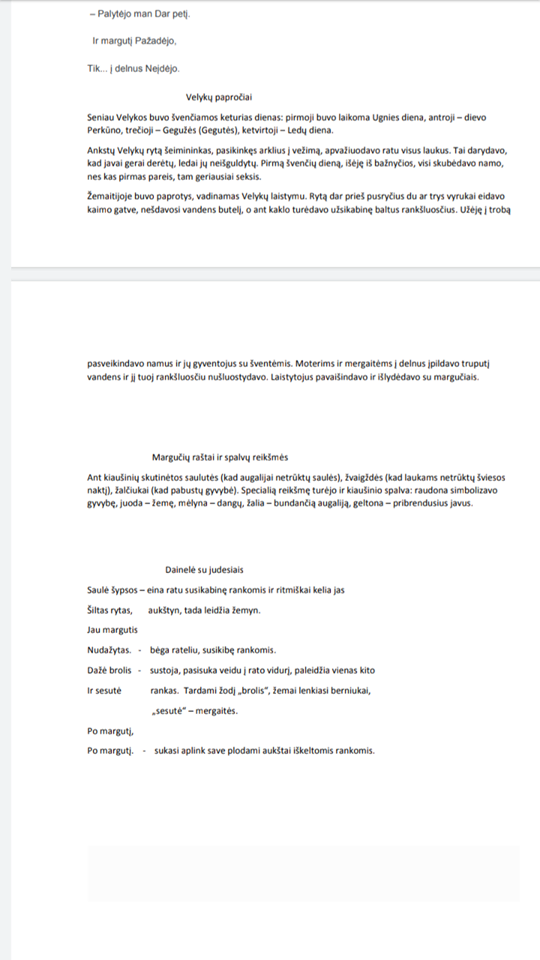 – Palytėjo man Dar petį.
Ir margutį Pažadėjo,
Tik... į delnus Neįdėjo.
Velykų papročiai
Seniau Velykos buvo švenčiamos keturias dienas: pirmoji buvo laikoma Ugnies diena, antroji – dievo
Perkūno, trečioji – Gegužės (Gegutės), ketvirtoji – Ledų diena.
Ankstų Velykų rytą šeimininkas, pasikinkęs arklius į vežimą, apvažiuodavo ratu visus laukus. Tai darydavo,
kad javai gerai derėtų, ledai jų neišguldytų. Pirmą švenčių dieną, išėję iš bažnyčios, visi skubėdavo namo,
nes kas pirmas pareis, tam geriausiai seksis.
Žemaitijoje buvo paprotys, vadinamas Velykų laistymu. Rytą dar prieš pusryčius du ar trys vyrukai eidavo
kaimo gatve, nešdavosi vandens butelį, o ant kaklo turėdavo užsikabinę baltus rankšluosčius. Užėję į trobą
pasveikindavo namus ir jų gyventojus su šventėmis. Moterims ir mergaitėms į delnus įpildavo truputį
vandens ir jį tuoj rankšluosčiu nušluostydavo. Laistytojus pavaišindavo ir išlydėdavo su margučiais.
Margučių raštai ir spalvų reikšmės
Ant kiaušinių skutinėtos saulutės (kad augalijai netrūktų saulės), žvaigždės (kad laukams netrūktų šviesos
naktį), žalčiukai (kad pabustų gyvybė). Specialią reikšmę turėjo ir kiaušinio spalva: raudona simbolizavo
gyvybę, juoda – žemę, mėlyna – dangų, žalia – bundančią augaliją, geltona – pribrendusius javus.
Dainelė su judesiais
Saulė šypsos – eina ratu susikabinę rankomis ir ritmiškai kelia jas
Šiltas rytas, aukštyn, tada leidžia žemyn.
Jau margutis
Nudažytas. - bėga rateliu, susikibę rankomis.
Dažė brolis - sustoja, pasisuka veidu į rato vidurį, paleidžia vienas kito
Ir sesutė rankas. Tardami žodį „brolis“, žemai lenkiasi berniukai,
„sesutė“ – mergaitės.
Po margutį,
Po margutį. - sukasi aplink save plodami aukštai iškeltomis rankomis.